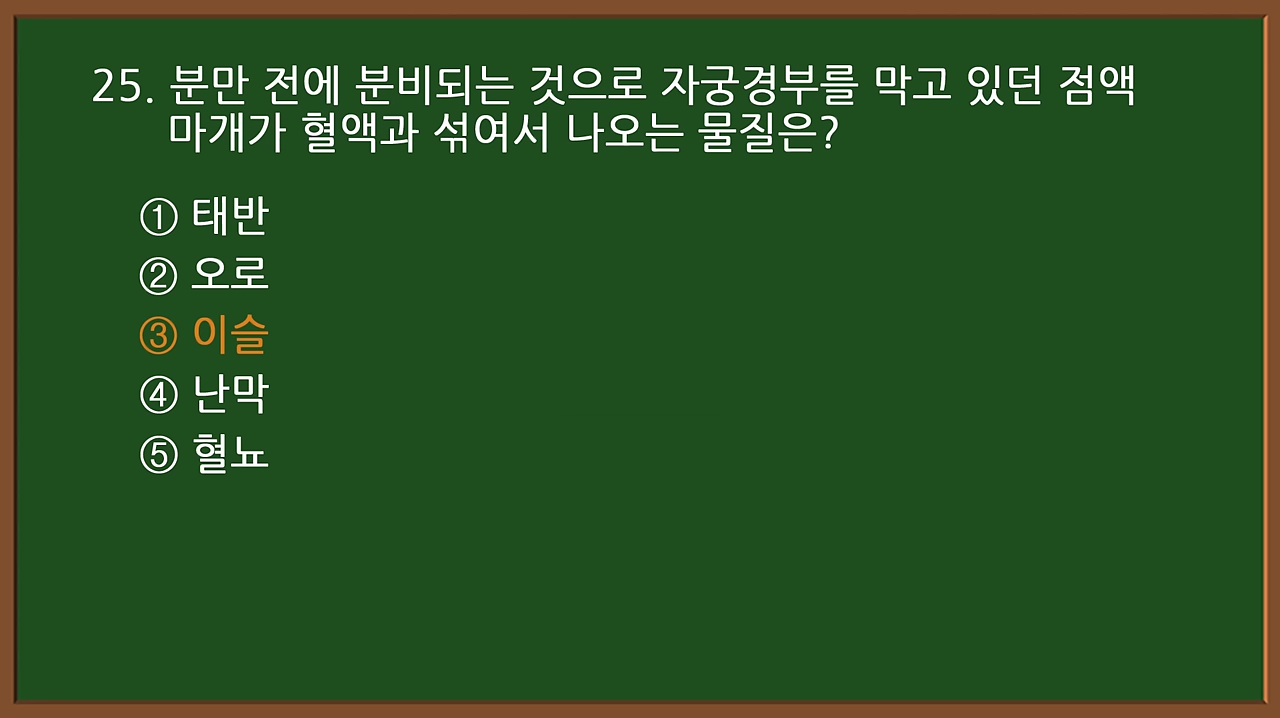 25. 분만 전에 분비되는 것으로 자궁경부를 막고 있던 점액
마개가 혈액과 섞여서 나오는 물질은?
① 태반
② 오로
③ 이슬
④ 난막
⑤ 혈뇨